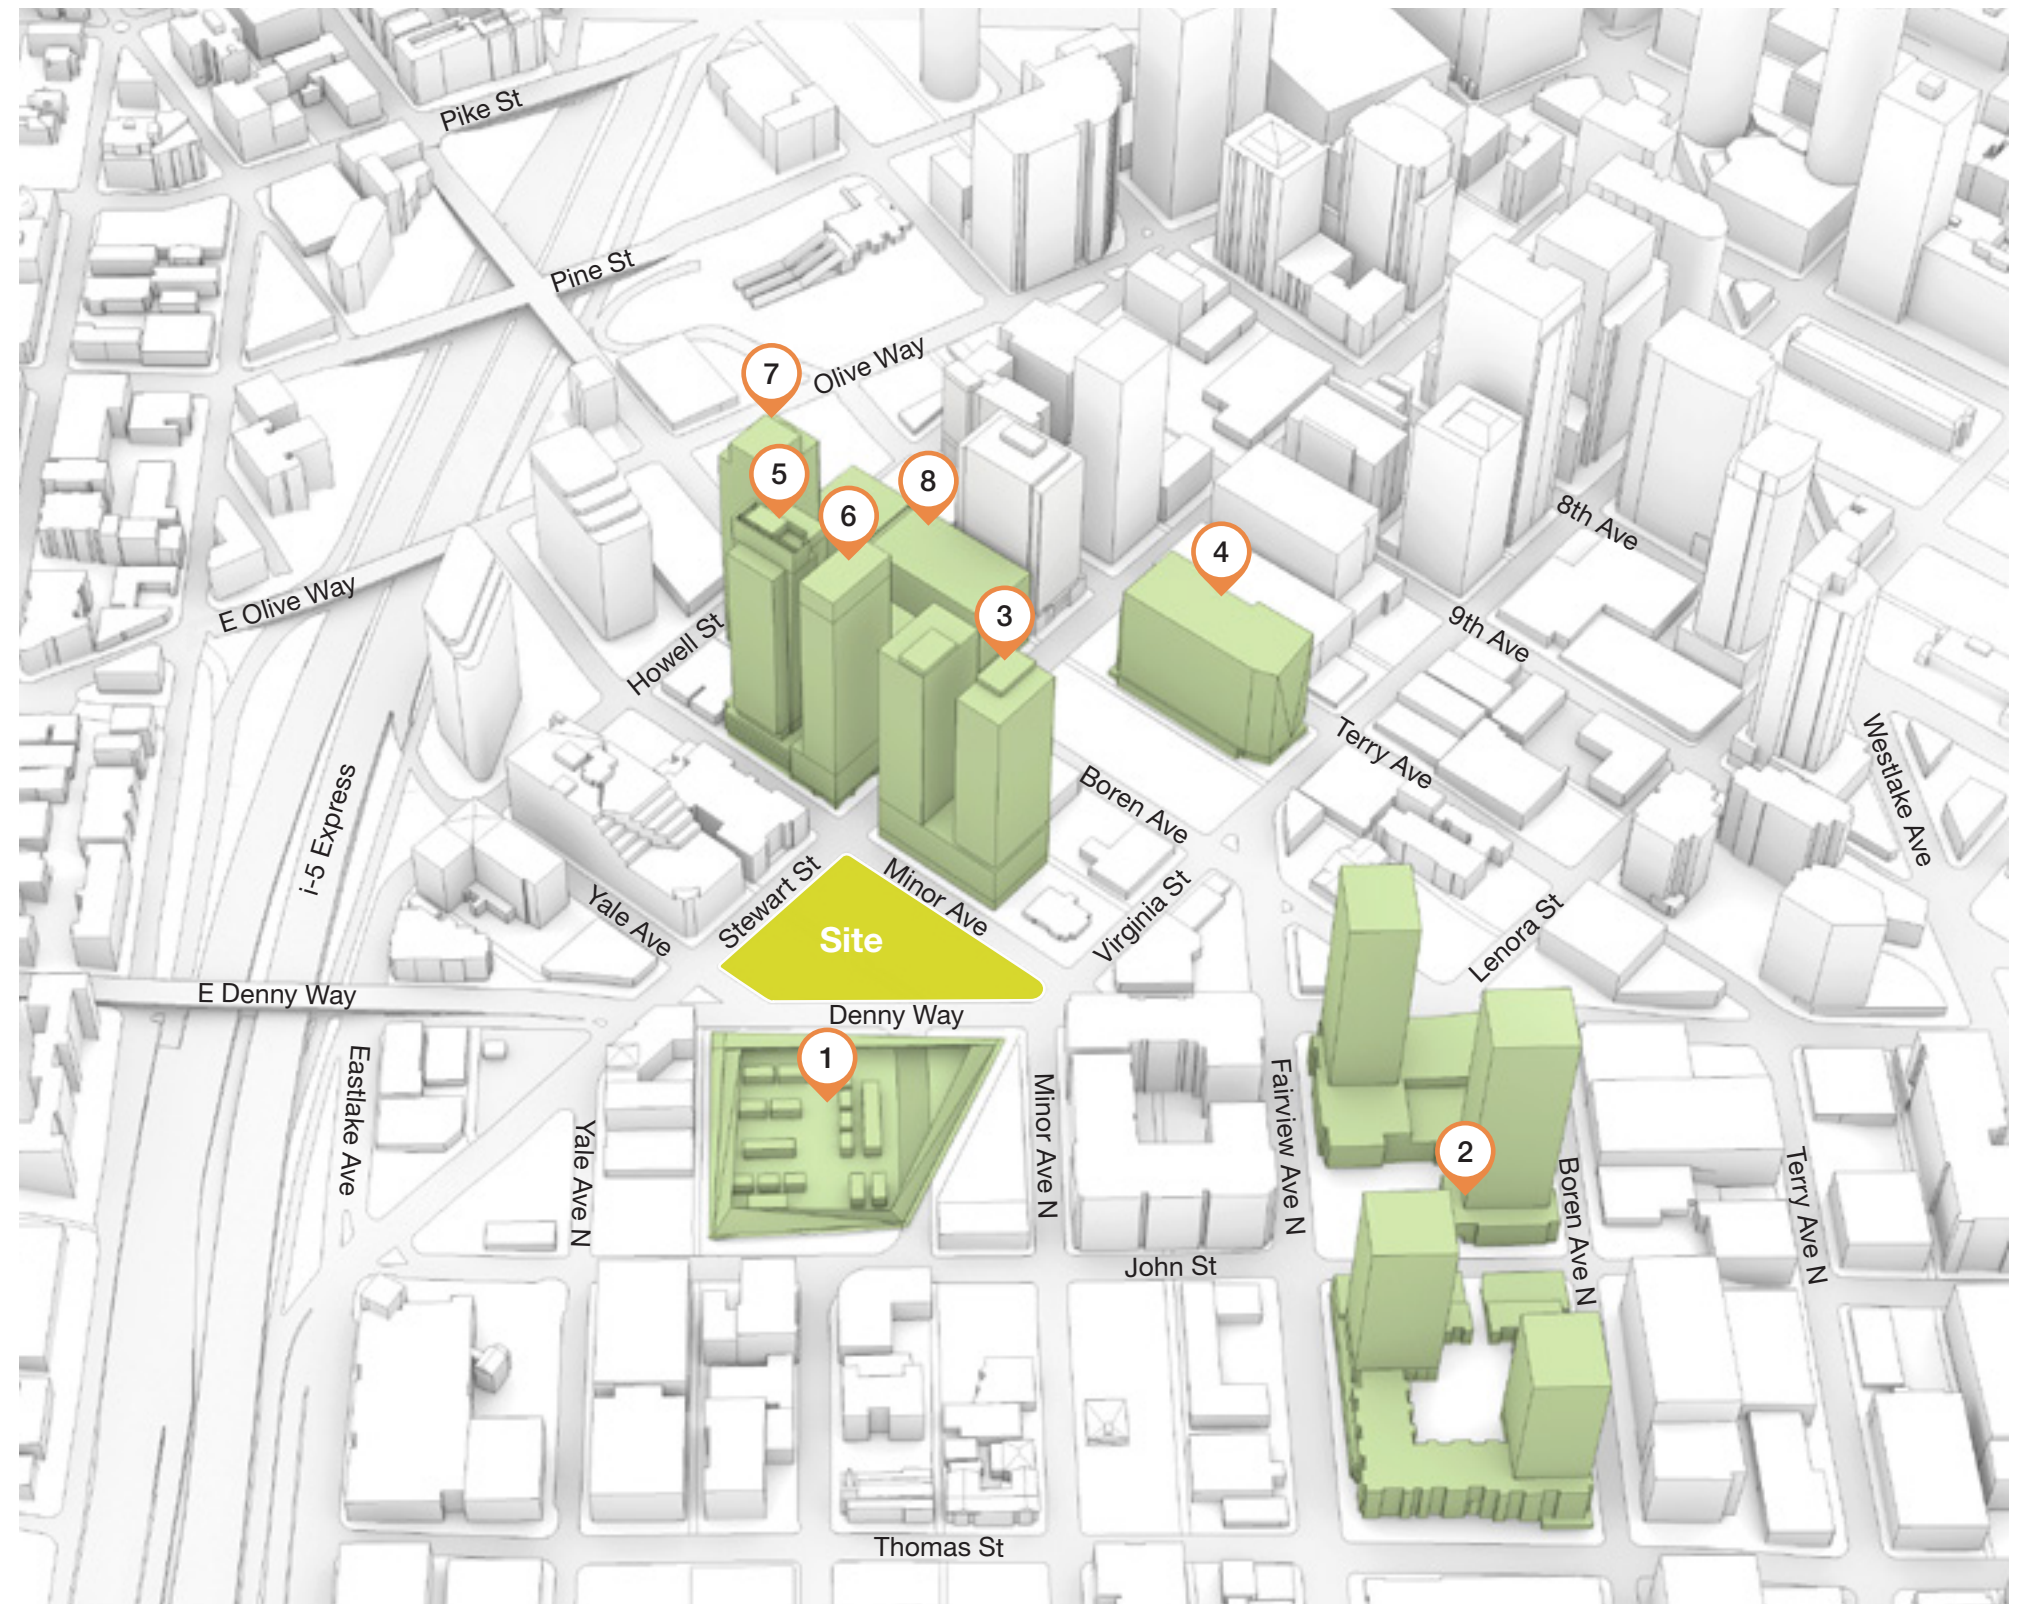 Pike St
Pine St
Olive Way
7
5
8
6
8th Ave
4
E Olive Way
3
9th Ave
Howell St
Terry Ave
Westlake Ave
Boren Ave
i-5 Express
Minor Ave
Stewart St
Yale Ave
Virginia St
Site
Lenora St
E Denny Way
Denny Way
1
Eastlake Ave
Minor Ave N
Fairview Ave N
2
Yale Ave N
Boren Ave N
Terry Ave N
John St
Thomas St